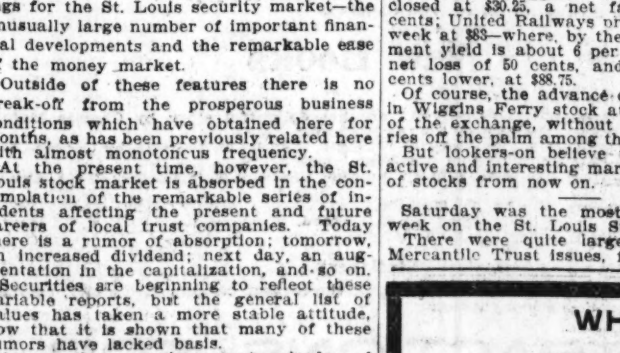 ngs for the St. Louis security market—the
nusually large number of important finan-
al developments and the remarkable ease
f the money market.
Outside of these features there is no
reak-off from the prosperous business
onditions which have obtained here for
onths, as has been previously related here
ith almost monotoncus frequency.
At the present time, however, the St.
ouis stock market is absorbed in the con-
mplation of the remarkable series of in-
dents affecting the present and future
areers of local trust companies. Today
here is a rumor of absorption; tomorrow,
n increased dividend; next day, an aug-
entation in the capitalization, and so on.
Securities are beginning to reflect these
ariable reports, but the general list of
alues has taken a more stable attitude,
ow that it is shown that many of these
umors have lacked basis.
closed at $30.25, a net fa
cents; United Railways pr
week at $83—where, by the
ment yield is about 6 per
net loss of 50 cents, and
cents lower, at $88.75.
Of course, the advance
in Wiggins Ferry stock a
of the exchange, without
ries off the palm among th
But lookers-on believe
active and interesting mar
of stocks from now on.
Saturday was the most
week on the St. Louis S
There were quite large
Mercantile Trust issues,
WH